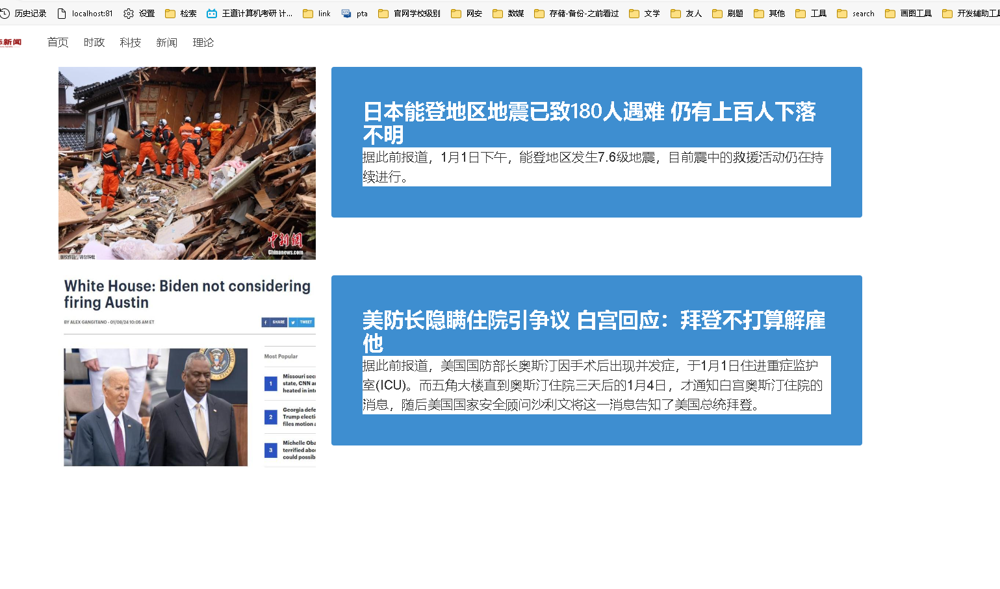 历史记录 localhost:81 设置 检索 王道计算机考研 计... link pta 官网学校级别 网安 数媒 存储-备份-之前看过 文学 友人 刷题 其他 工具 search 画图工具 开发辅助工具
新闻 首页 时政 科技 新闻 理论
日本能登地区地震已致180人遇难 仍有上百人下落
不明
据此前报道，1月1日下午，能登地区发生7.6级地震，目前震中的救援活动仍在持
续进行。
中新网
Chinanews.com
版权作品，请勿转载
White House: Biden not considering
firing Austin
BY ALEX GANGITANO - 01/08/24 10:05 AM ET
SHARE TWEET
Most Popular
1 Missouri sec
state, CNN a
heated in int
2 Georgia defe
Trump electi
files motion a
3 Michelle Oba
terrified abou
could possib
美防长隐瞒住院引争议 白宫回应：拜登不打算解雇
他
据此前报道，美国国防部长奥斯汀因手术后出现并发症，于1月1日住进重症监护
室(ICU)。而五角大楼直到奥斯汀住院三天后的1月4日，才通知白宫奥斯汀住院的
消息，随后美国国家安全顾问沙利文将这一消息告知了美国总统拜登。